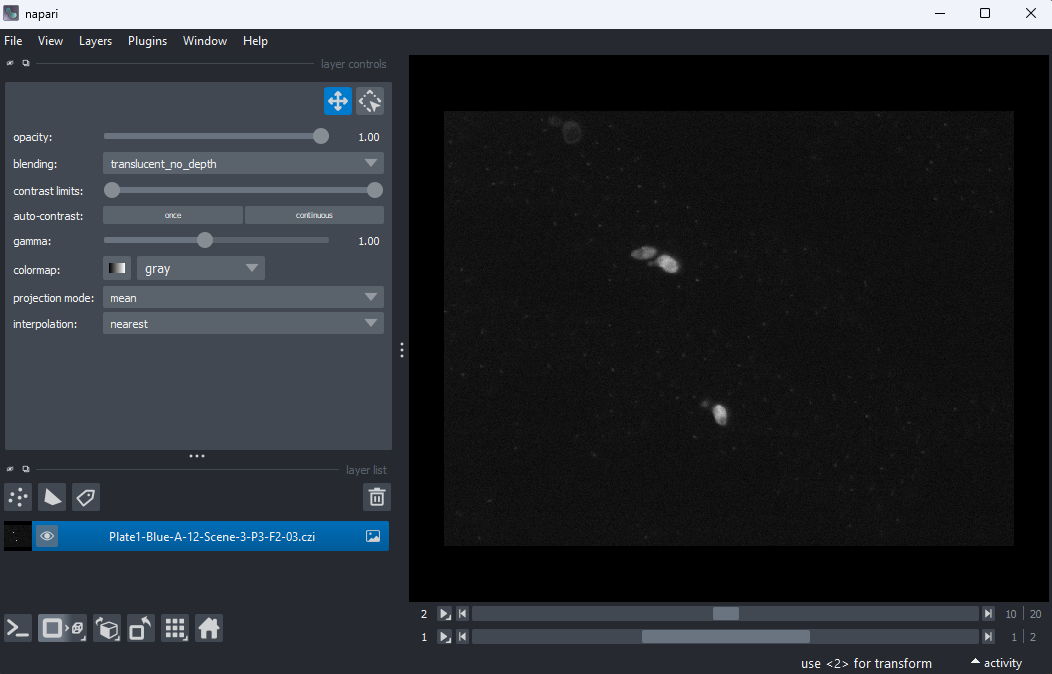 napari
File View Layers Plugins Window Help
layer controls
opacity: 1.00
blending: translucent_no_depth
contrast limits:
auto-contrast: once continuous
gamma: 1.00
colormap: gray
projection mode: mean
interpolation: nearest
layer list
Plate1-Blue-A-12-Scene-3-P3-F2-03.czi
2 10 20
1 1 2
use <2> for transform activity